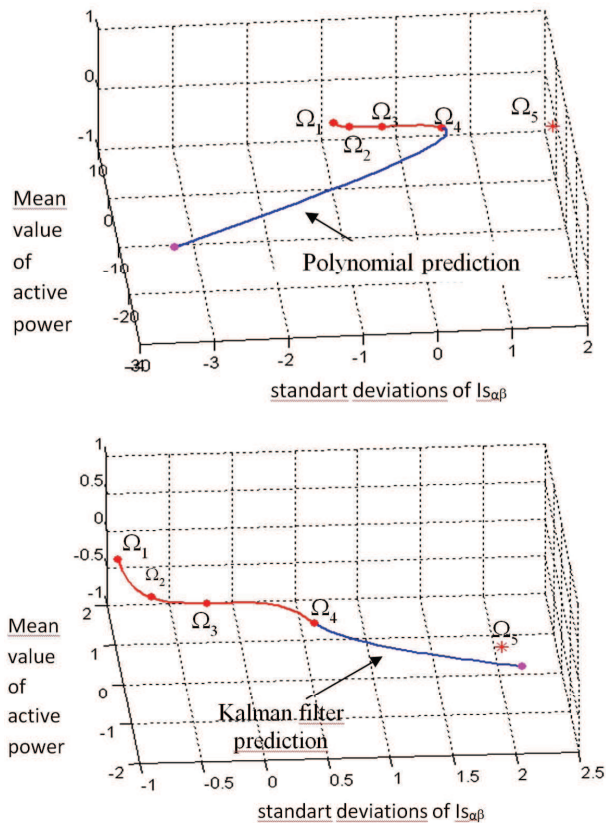 1
0
-1
10
0
-10
-20
-30
-4
-3
-2
-1
0
1
2
Ω1
Ω2
Ω3
Ω4
Ω5
Mean
value
of
active
power
Polynomial prediction
standart deviations of Isαβ
1
0.5
0
-0.5
-1
2
1
0
-1
-2
-1
-0.5
0
0.5
1
1.5
2
2.5
Ω1
Ω2
Ω3
Ω4
Ω5
Mean
value
of
active
power
Kalman filter
prediction
standart deviations of Isαβ